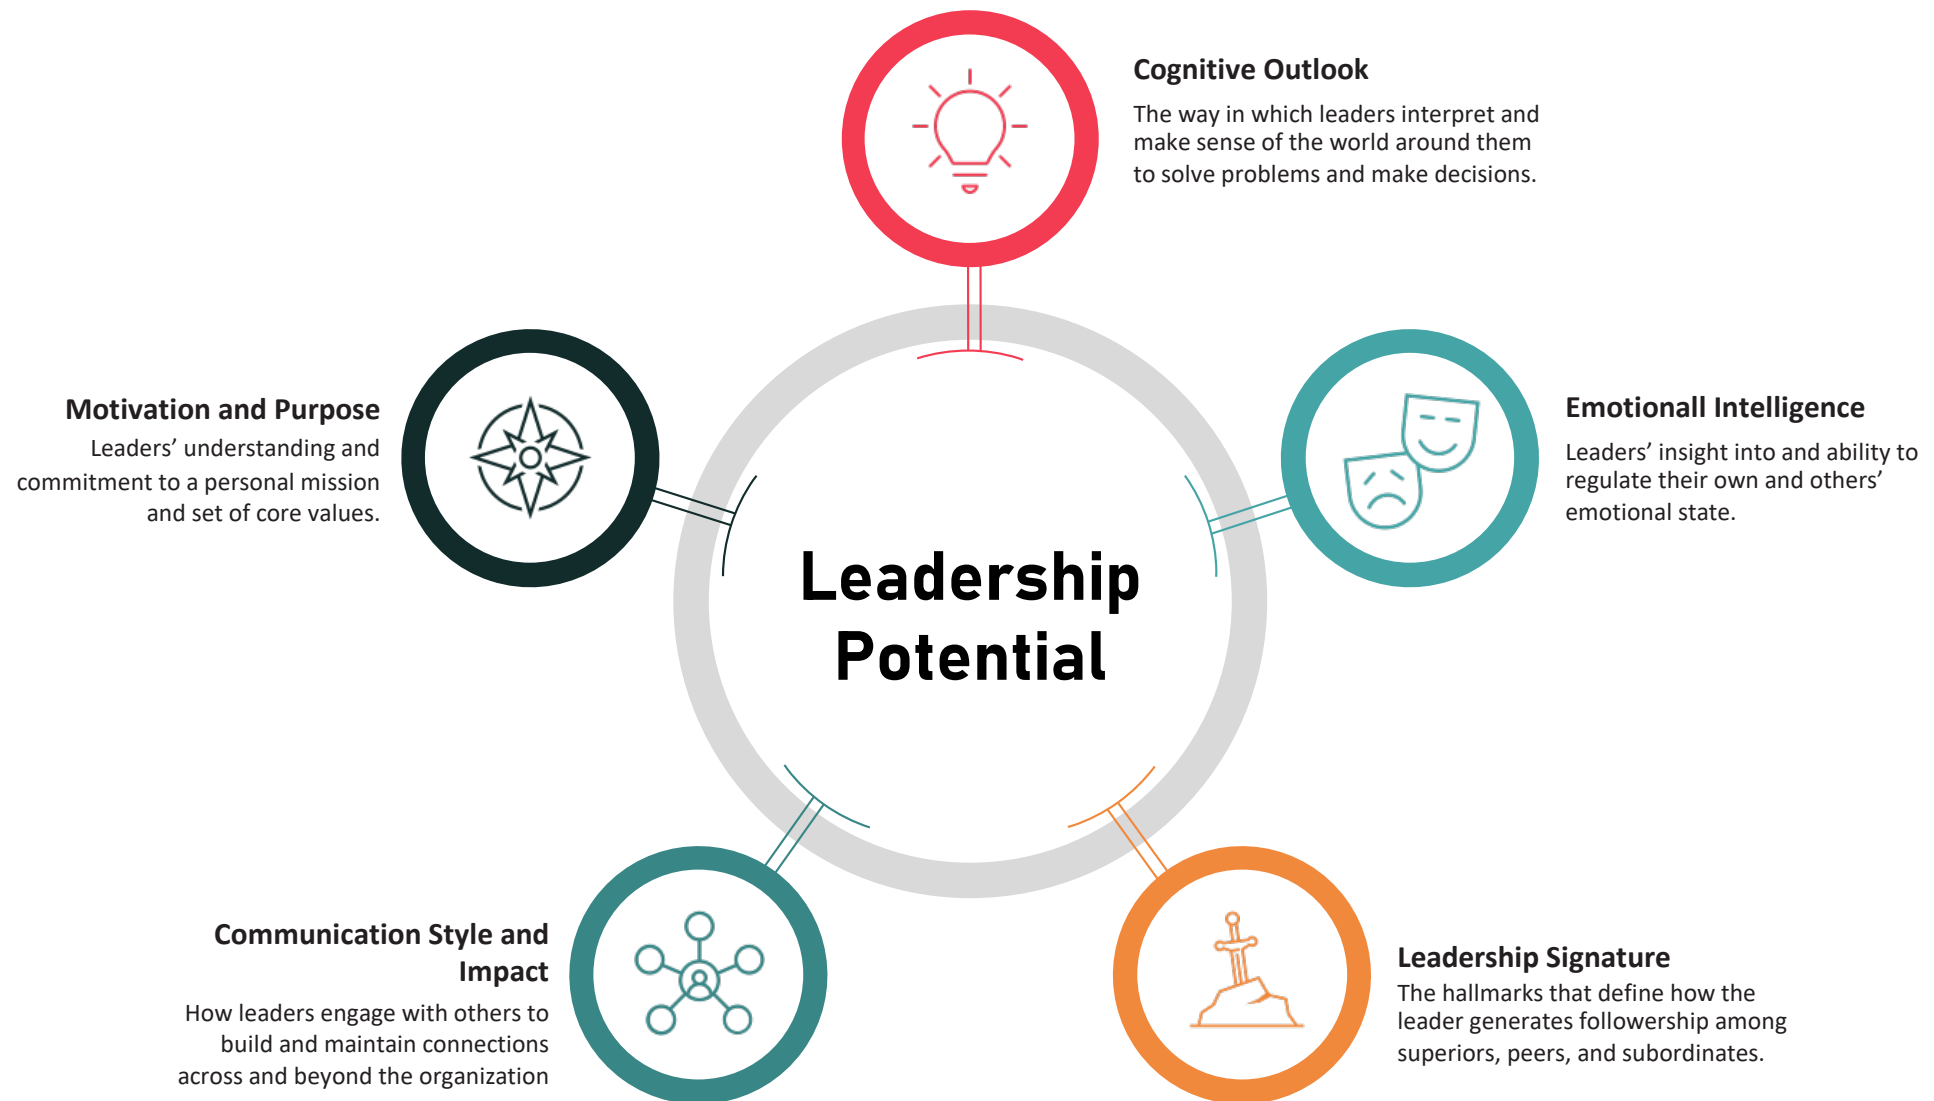 Cognitive Outlook
The way in which leaders interpret and
make sense of the world around them
to solve problems and make decisions.
Motivation and Purpose
Leaders’ understanding and
commitment to a personal mission
and set of core values.
Emotionall Intelligence
Leaders’ insight into and ability to
regulate their own and others’
emotional state.
Leadership
Potential
Communication Style and
Impact
How leaders engage with others to
build and maintain connections
across and beyond the organization
Leadership Signature
The hallmarks that define how the
leader generates followership among
superiors, peers, and subordinates.